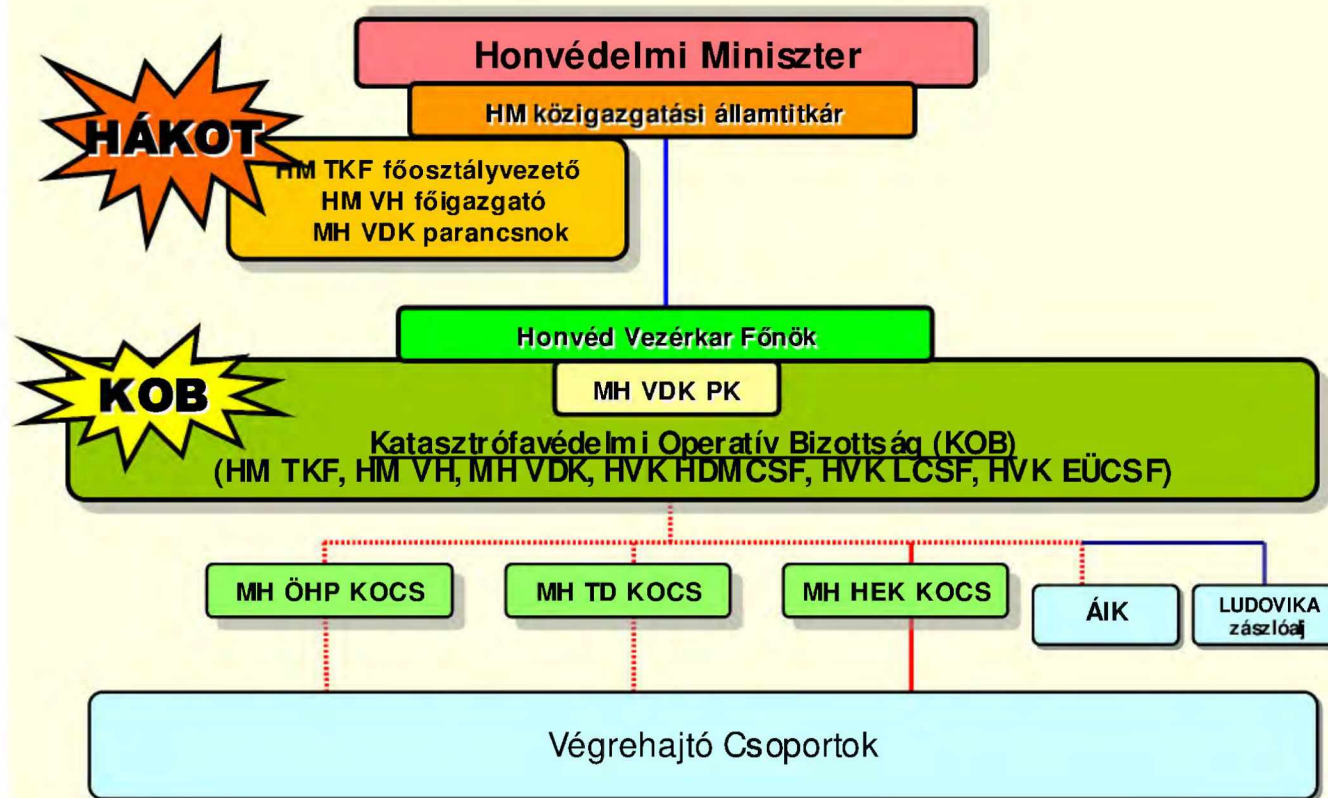 Honvédelmi Miniszter
HM közigazgatási államtitkár
HÁKOT
HM TKF főosztályvezető
HM VH főigazgató
MH VDK parancsnok
Honvéd Vezérkar Főnök
KOB
MH VDK PK
Katasztrófavédelmi Operatív Bizottság (KOB)
(HM TKF, HM VH, MH VDK, HVK HDMCSF, HVK LCSF, HVK EÜCSF)
MH ÖHP KOCS
MH TD KOCS
MH HEK KOCS
ÁIK
LUDOVIKA
zászlóalj
Végrehajtó Csoportok